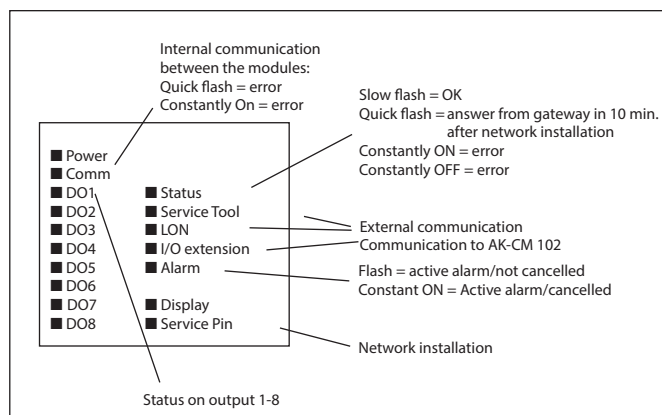 Internal communication
between the modules:
Quick flash = error
Constantly On = error
Slow flash = OK
Quick flash = answer from gateway in 10 min.
after network installation
Constantly ON = error
Constantly OFF = error
■ Power
■ Comm
■ DO1
■ DO2
■ DO3
■ DO4
■ DO5
■ DO6
■ DO7
■ DO8
■ Status
■ Service Tool
■ LON
■ I/O extension
■ Alarm
■ Display
■ Service Pin
External communication
Communication to AK-CM 102
Flash = active alarm/not cancelled
Constant ON = Active alarm/cancelled
Network installation
Status on output 1-8